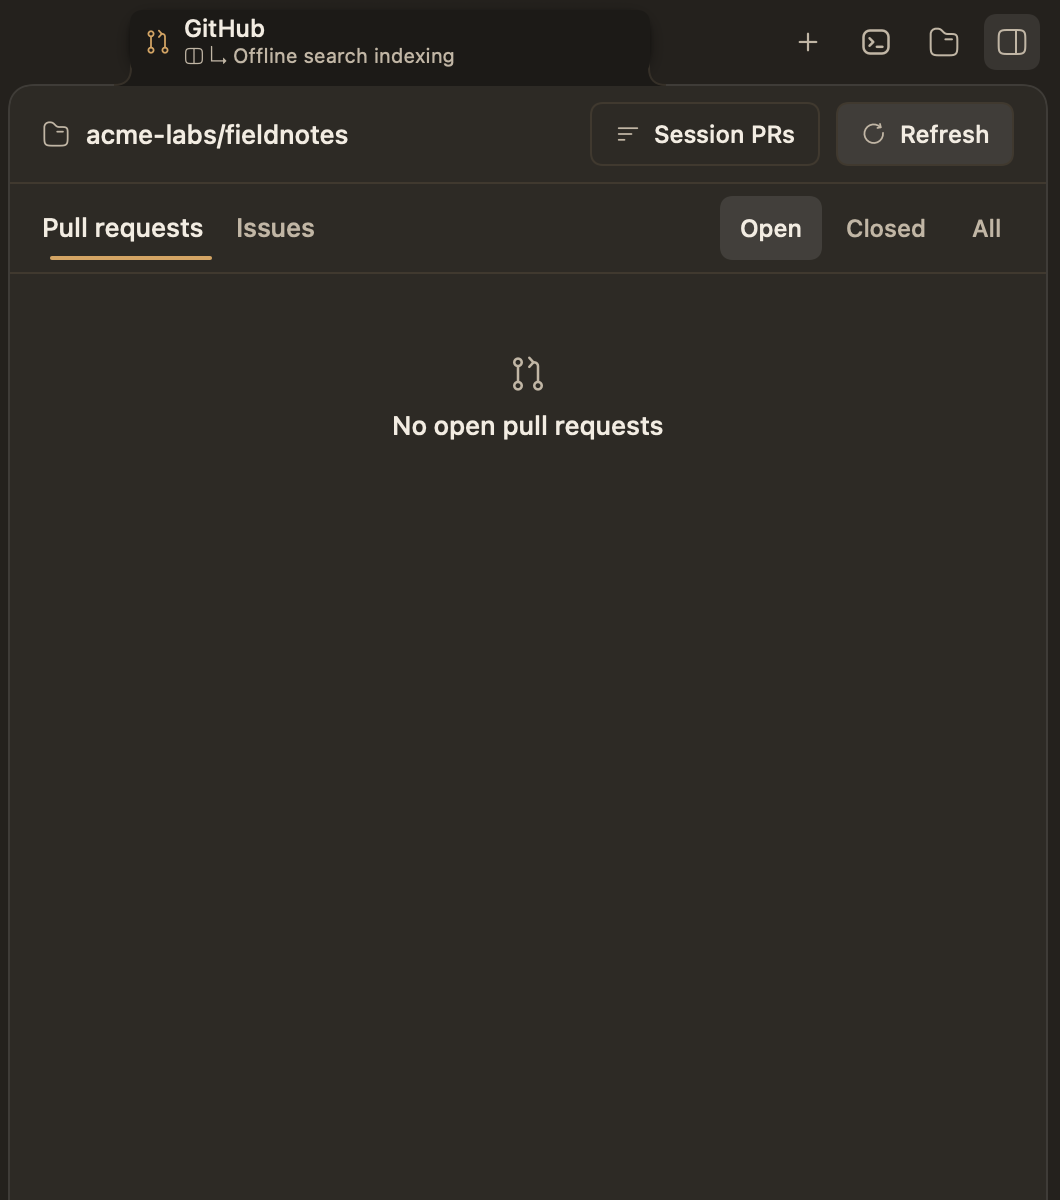 GitHub
Offline search indexing
acme-labs/fieldnotes
Session PRs
Refresh
Pull requests
Issues
Open
Closed
All
No open pull requests